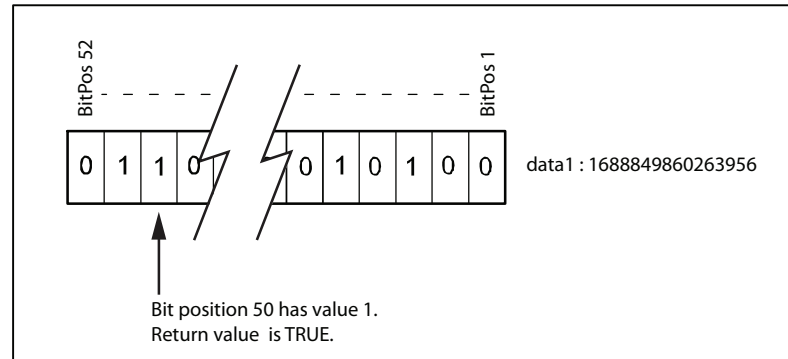 BitPos 52
BitPos 1
0 1 1 0 0 1 0 1 0 0 data1 : 1688849860263956
Bit position 50 has value 1.
Return value is TRUE.